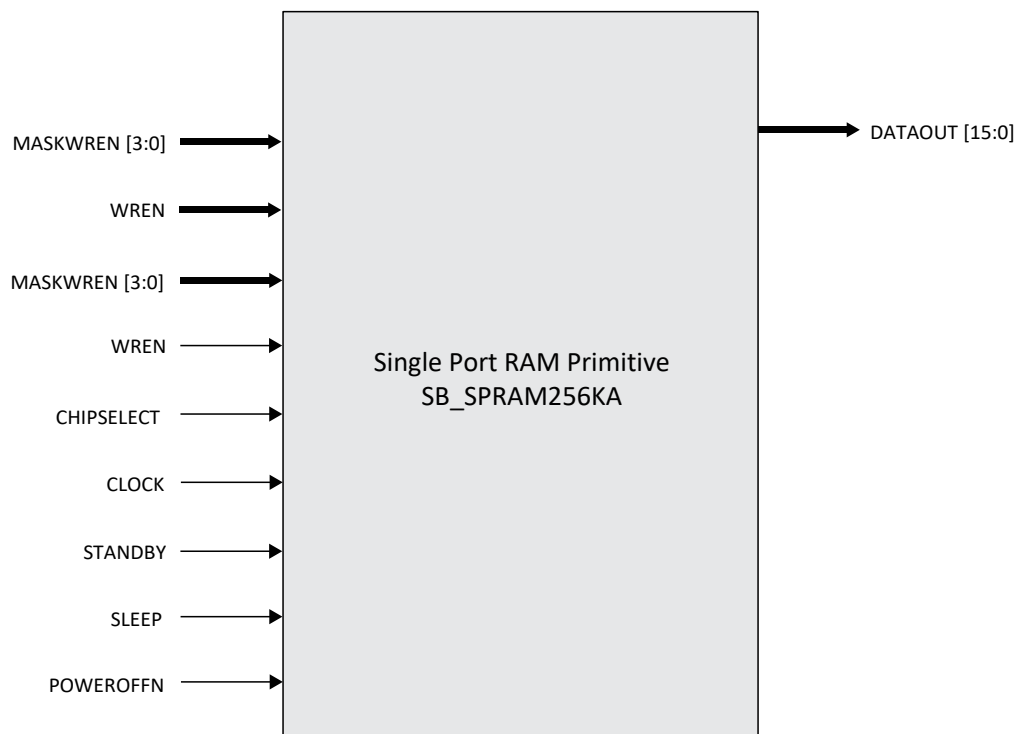 MASKWREN [3:0]
WREN
MASKWREN [3:0]
WREN
CHIPSELECT
CLOCK
STANDBY
SLEEP
POWEROFFN
Single Port RAM Primitive
SB_SPRAM256KA
DATAOUT [15:0]